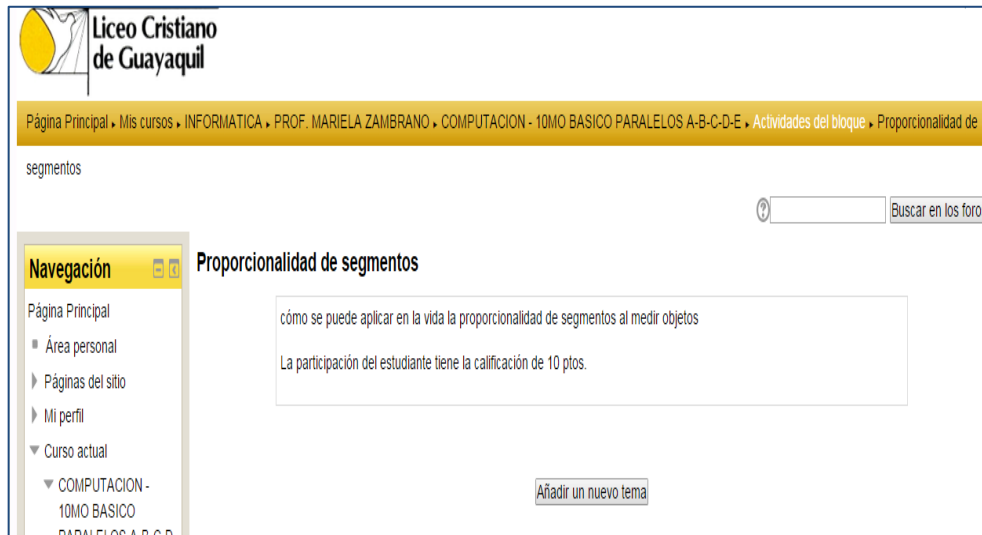 Liceo Cristiano
de Guayaquil
Página Principal ▸ Mis cursos ▸ INFORMATICA ▸ PROF. MARIELA ZAMBRANO ▸ COMPUTACION - 10MO BASICO PARALELOS A-B-C-D-E ▸ Actividades del bloque ▸ Proporcionalidad de
segmentos
Buscar en los foro
Navegación
Proporcionalidad de segmentos
Página Principal
Área personal
Páginas del sitio
Mi perfil
Curso actual
COMPUTACION -
10MO BASICO
PARALELOS A-B-C-D
cómo se puede aplicar en la vida la proporcionalidad de segmentos al medir objetos
La participación del estudiante tiene la calificación de 10 ptos.
Añadir un nuevo tema